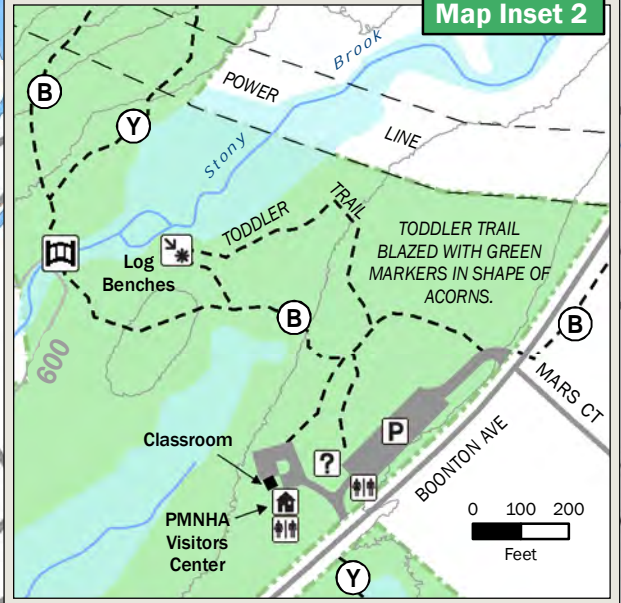 Map Inset 2
B
Y
POWER
LINE
Stony Brook
TODDLER TRAIL
TODDLER TRAIL
BLAZED WITH GREEN
MARKERS IN SHAPE OF
ACORNS.
Log
Benches
B
B
600
MARS CT
BOONTON AVE
P
?
Classroom
PMNHA
Visitors
Center
Y
0 100 200
Feet